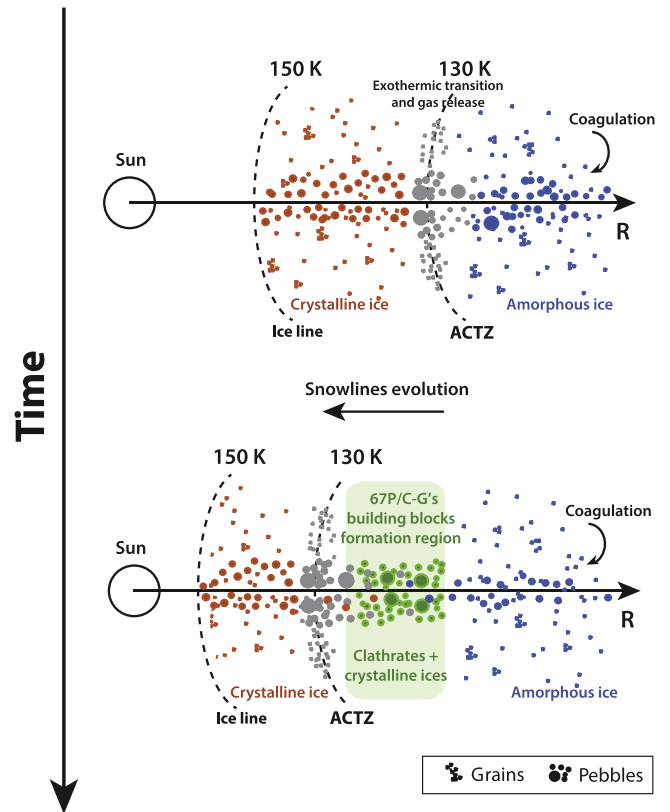 150 K
130 K
Exothermic transition
and gas release
Coagulation
Sun
R
Crystalline ice
Amorphous ice
Ice line
ACTZ
Time
Snowlines evolution
150 K
130 K
67P/C-G's
building blocks
formation region
Coagulation
Sun
R
Clathrates +
crystalline ices
Crystalline ice
Amorphous ice
Ice line
ACTZ
Grains
Pebbles